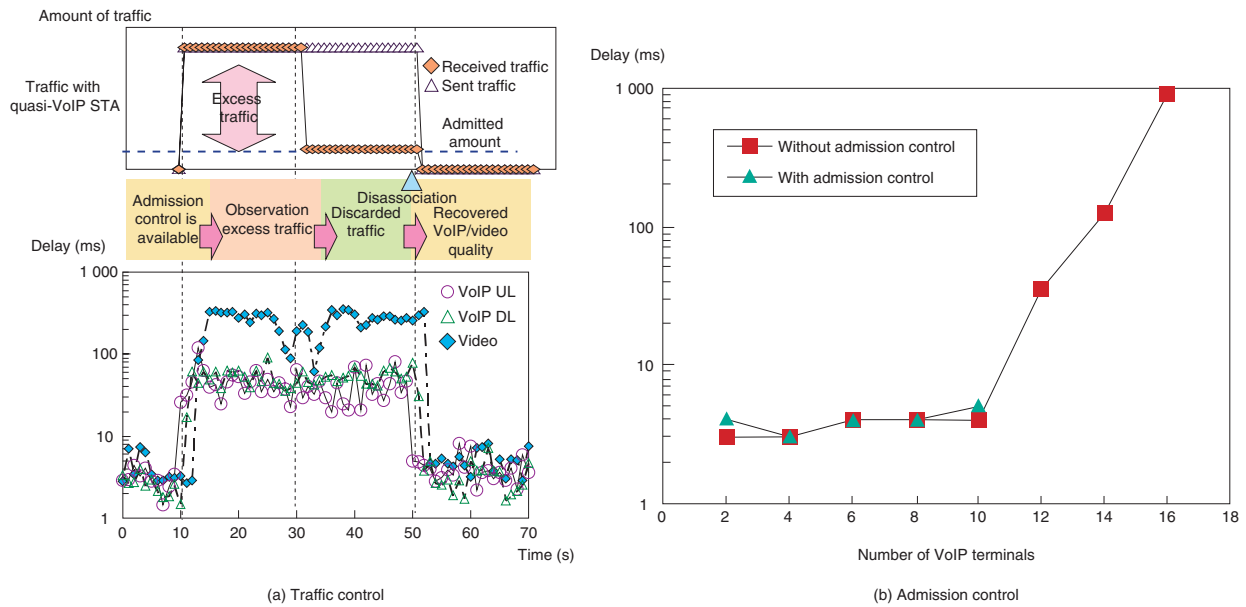 Amount of traffic
Traffic with
quasi-VoIP STA
Excess
traffic
Received traffic
Sent traffic
Admitted
amount
Admission
control is
available
Observation
excess traffic
Disassociation
Discarded
traffic
Recovered
VoIP/video
quality
Delay (ms)
1 000
100
10
1
VoIP UL
VoIP DL
Video
0 10 20 30 40 50 60 70
Time (s)
(a) Traffic control
Delay (ms)
1 000
100
10
1
Without admission control
With admission control
0 2 4 6 8 10 12 14 16 18
Number of VoIP terminals
(b) Admission control